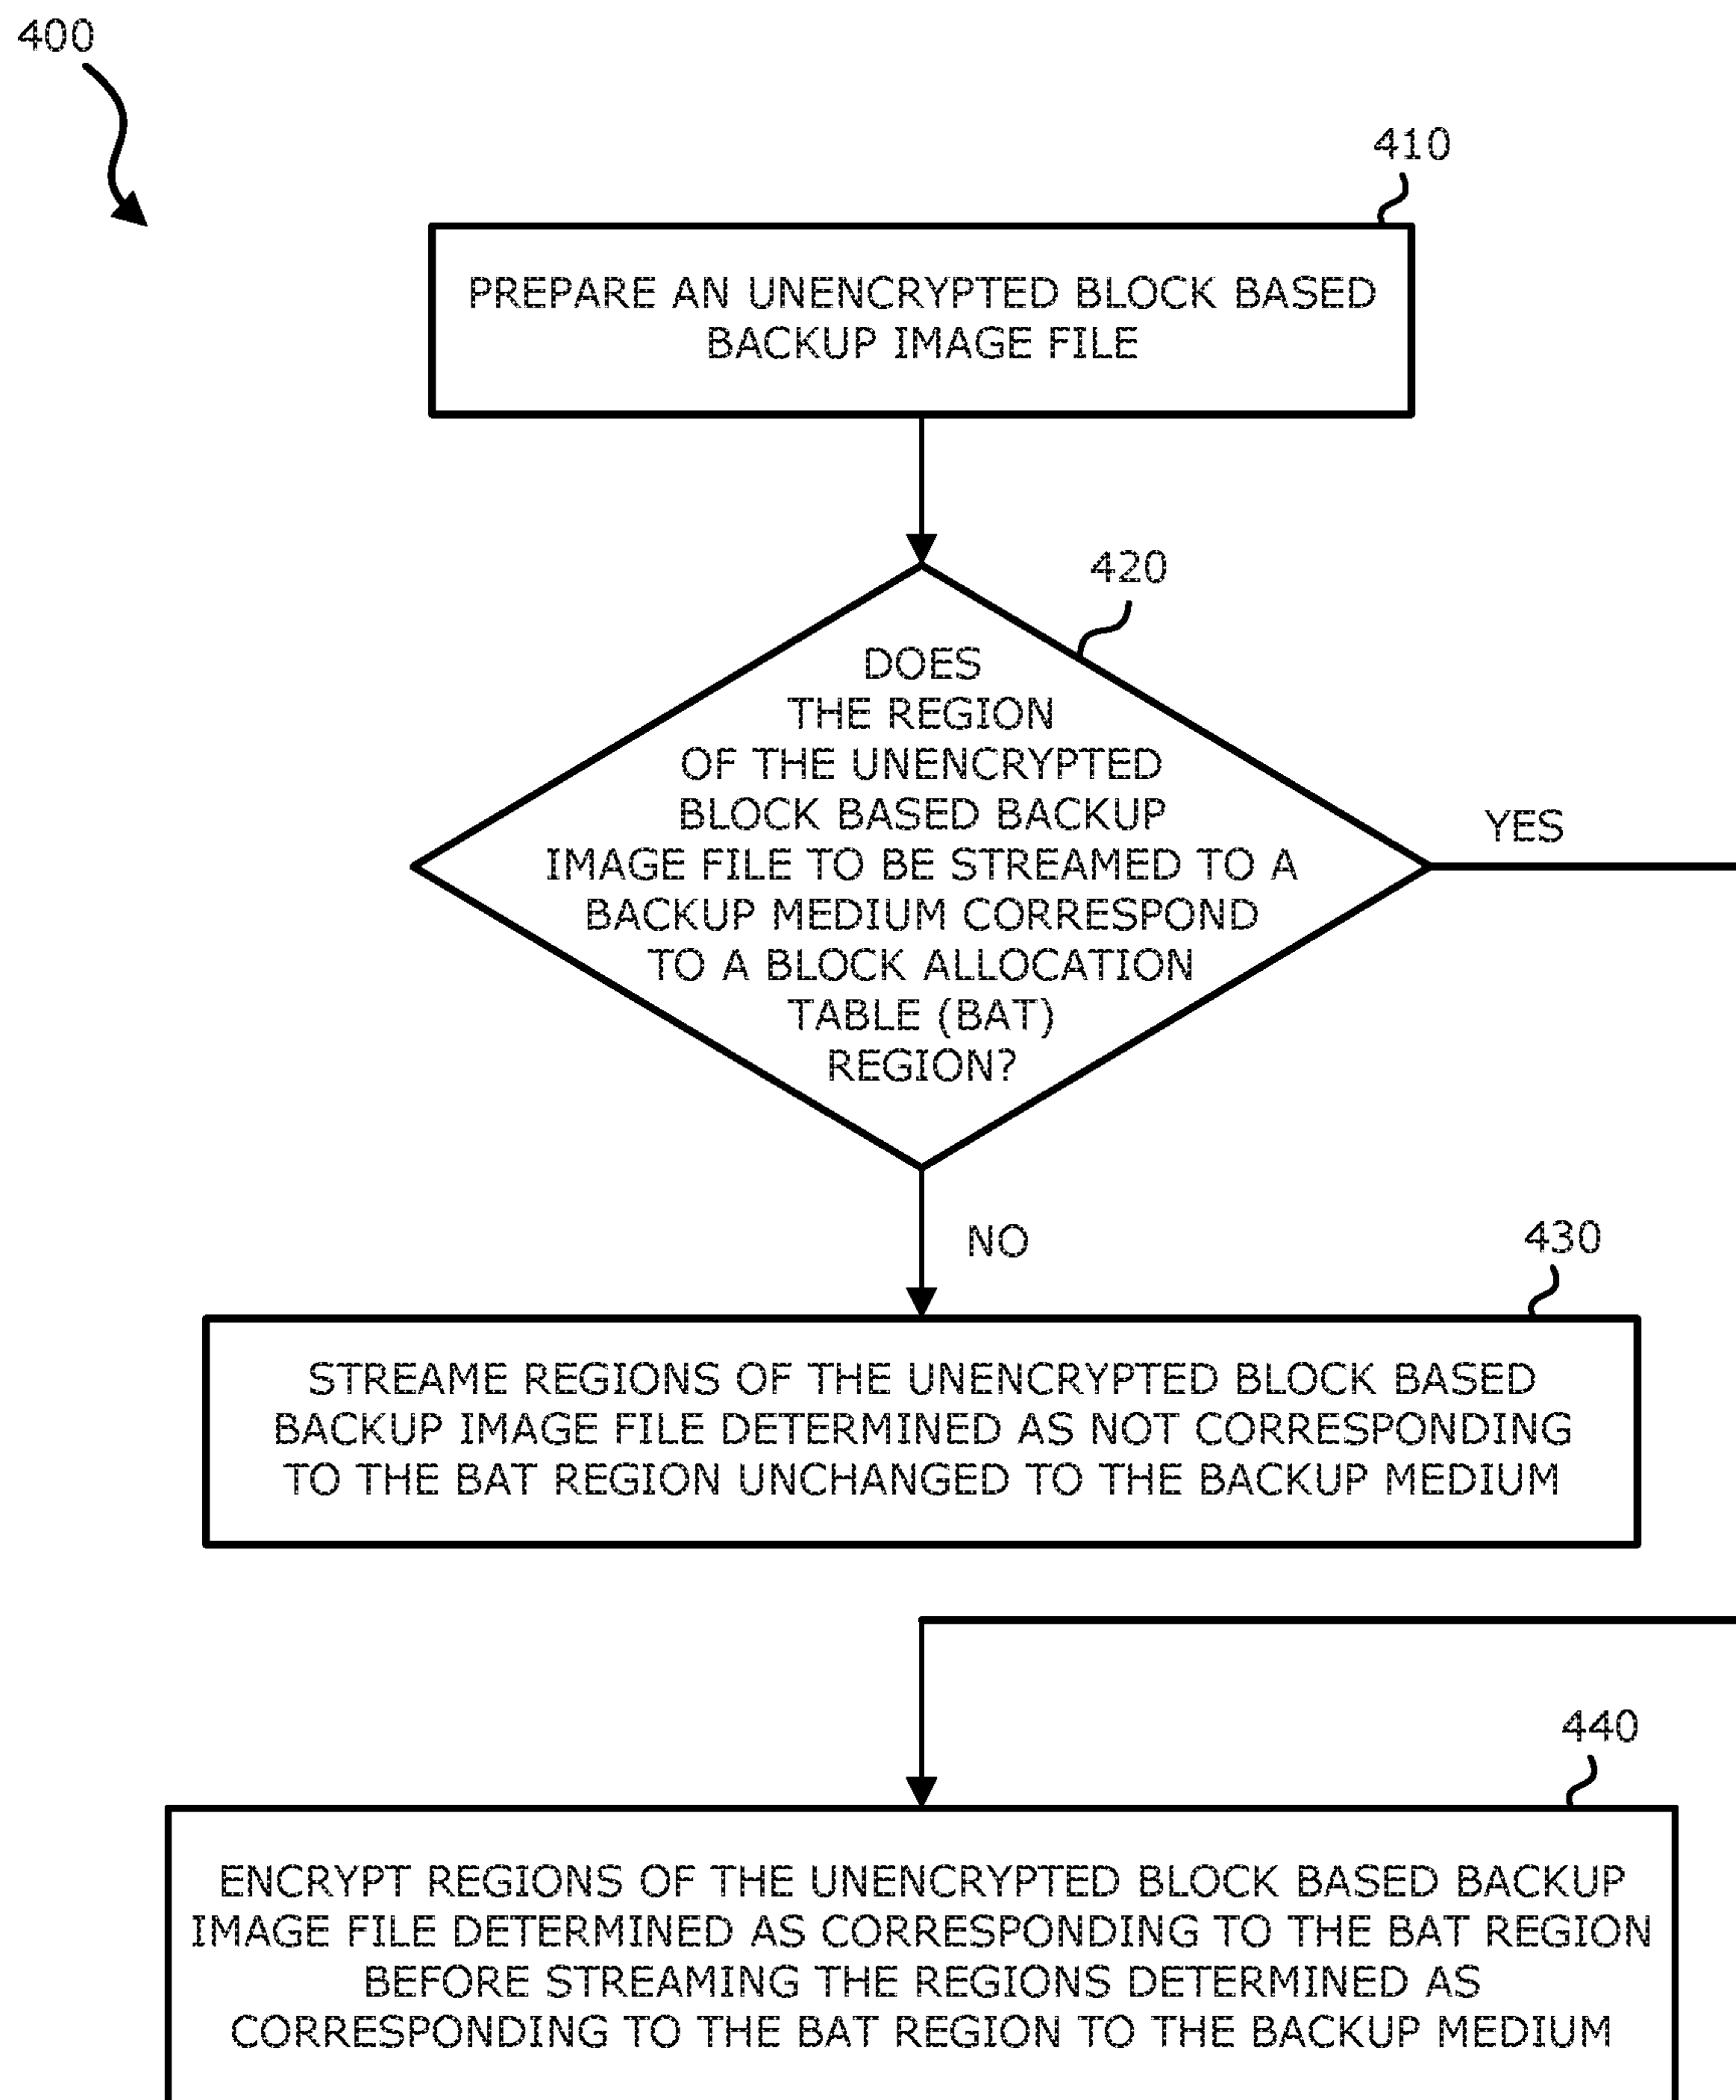 400
410
PREPARE AN UNENCRYPTED BLOCK BASED
BACKUP IMAGE FILE
420
DOES
THE REGION
OF THE UNENCRYPTED
BLOCK BASED BACKUP
IMAGE FILE TO BE STREAMED TO A
BACKUP MEDIUM CORRESPOND
TO A BLOCK ALLOCATION
TABLE (BAT)
REGION?
YES
NO
430
STREAME REGIONS OF THE UNENCRYPTED BLOCK BASED
BACKUP IMAGE FILE DETERMINED AS NOT CORRESPONDING
TO THE BAT REGION UNCHANGED TO THE BACKUP MEDIUM
440
ENCRYPT REGIONS OF THE UNENCRYPTED BLOCK BASED BACKUP
IMAGE FILE DETERMINED AS CORRESPONDING TO THE BAT REGION
BEFORE STREAMING THE REGIONS DETERMINED AS
CORRESPONDING TO THE BAT REGION TO THE BACKUP MEDIUM